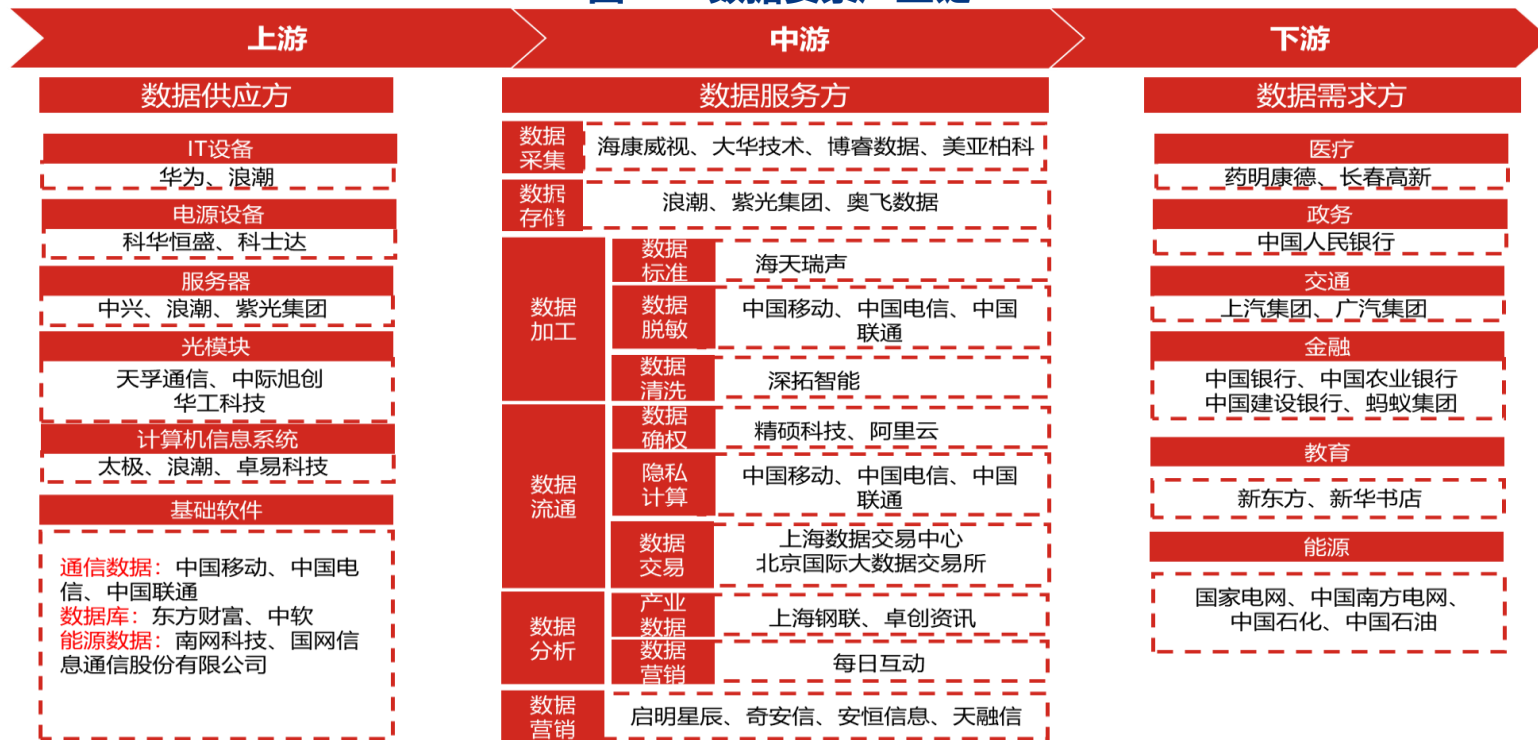 上游
中游
下游
数据供应方
IT设备
华为、浪潮
电源设备
科华恒盛、科士达
服务器
中兴、浪潮、紫光集团
光模块
天孚通信、中际旭创
华工科技
计算机信息系统
太极、浪潮、卓易科技
基础软件
通信数据：中国移动、中国电
信、中国联通
数据库：东方财富、中软
能源数据：南网科技、国网信
息通信股份有限公司
数据服务方
数据
采集
海康威视、大华技术、博睿数据、美亚柏科
数据
存储
浪潮、紫光集团、奥飞数据
数据
加工
数据
标准
海天瑞声
数据
脱敏
中国移动、中国电信、中国
联通
数据
清洗
深拓智能
数据
流通
数据
确权
精硕科技、阿里云
隐私
计算
中国移动、中国电信、中国
联通
数据
交易
上海数据交易中心
北京国际大数据交易所
数据
分析
产业
数据
上海钢联、卓创资讯
数据
营销
每日互动
数据
营销
启明星辰、奇安信、安恒信息、天融信
数据需求方
医疗
药明康德、长春高新
政务
中国人民银行
交通
上汽集团、广汽集团
金融
中国银行、中国农业银行
中国建设银行、蚂蚁集团
教育
新东方、新华书店
能源
国家电网、中国南方电网、
中国石化、中国石油